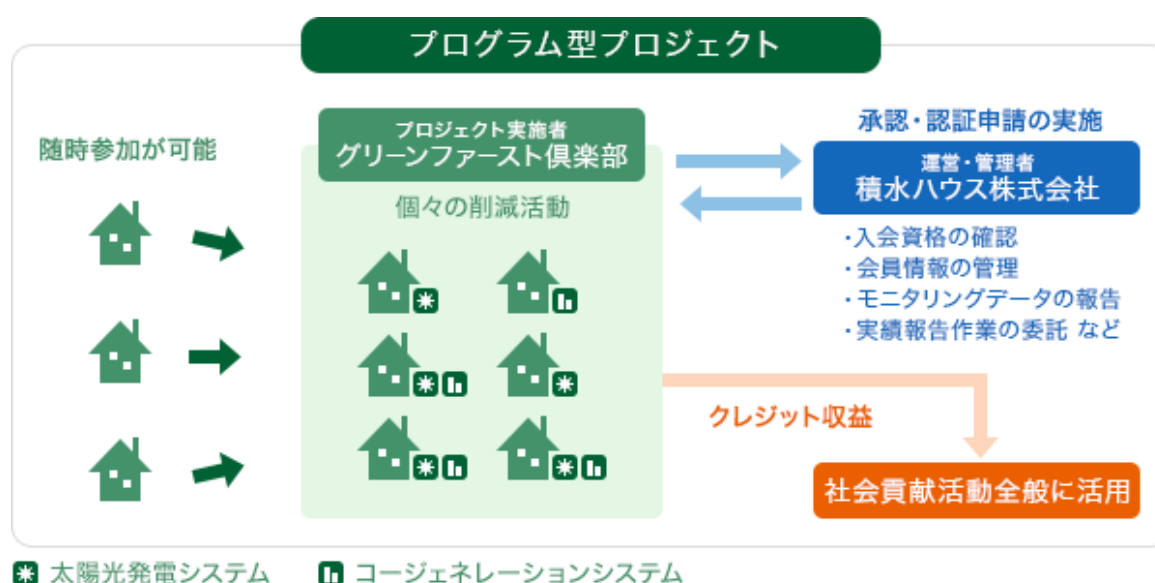 プログラム型プロジェクト
随時参加が可能
プロジェクト実施者
グリーンファースト倶楽部
個々の削減活動
承認・認証申請の実施
運営・管理者
積水ハウス株式会社
・入会資格の確認
・会員情報の管理
・モニタリングデータの報告
・実績報告作業の委託 など
クレジット収益
社会貢献活動全般に活用
太陽光発電システム
コージェネレーションシステム